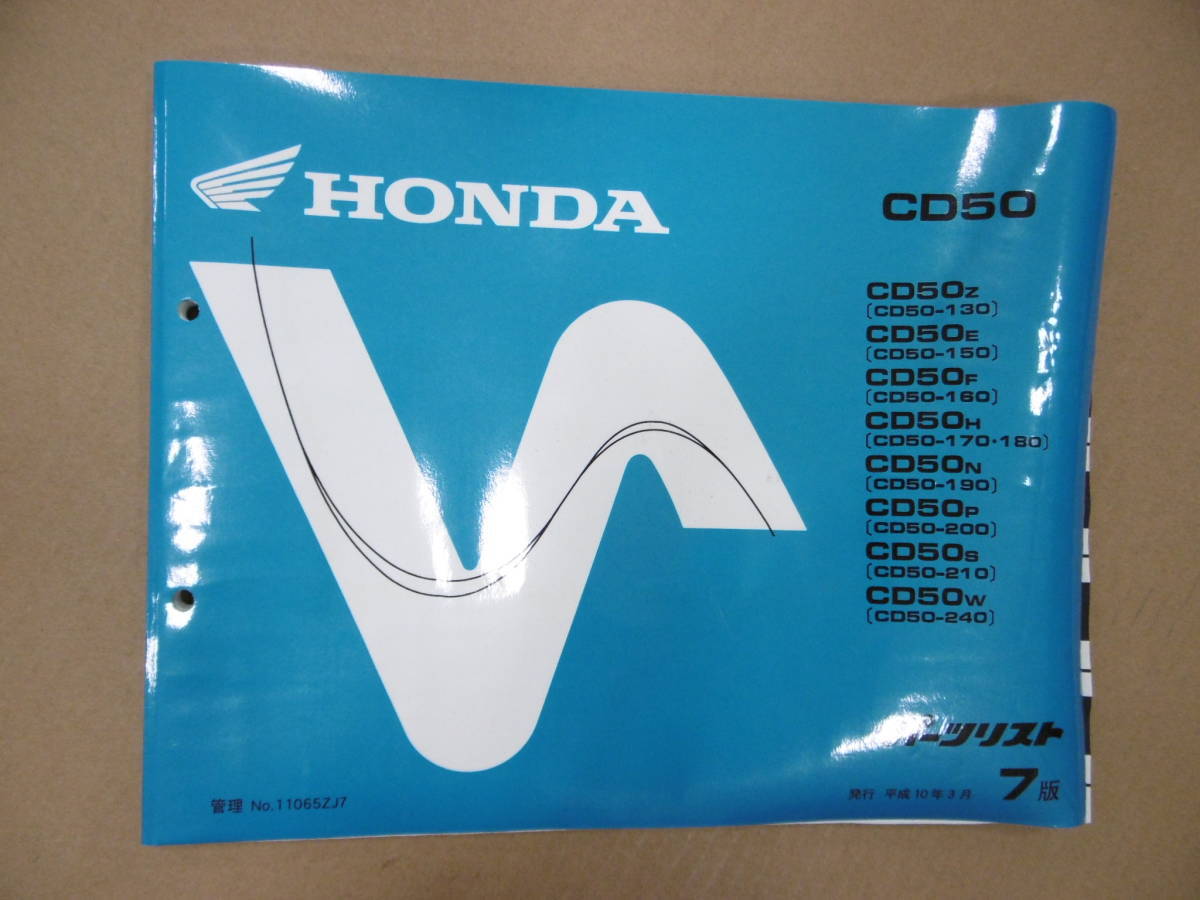 HONDA
CD50
CD50Z
〔CD50-130〕
CD50E
〔CD50-150〕
CD50F
〔CD50-160〕
CD50H
〔CD50-170・180〕
CD50N
〔CD50-190〕
CD50P
〔CD50-200〕
CD50S
〔CD50-210〕
CD50W
〔CD50-240〕
パーツリスト
管理 No.11065ZJ7
発行 平成10年3月 7版